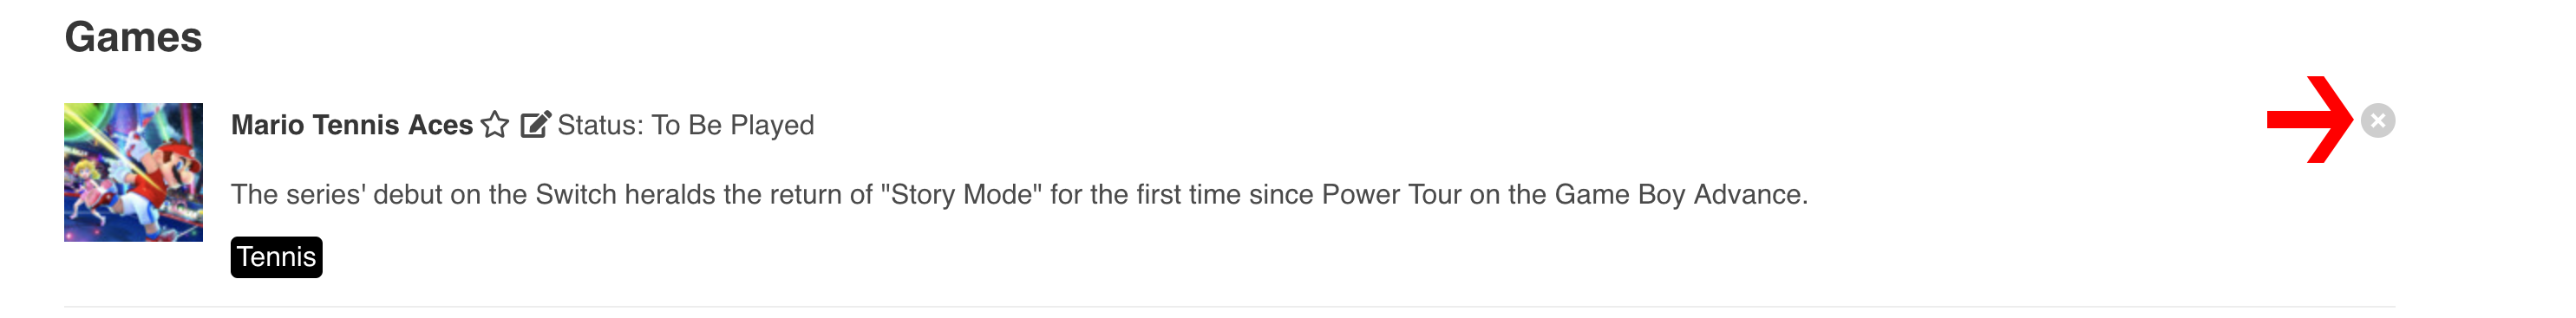 Games
Mario Tennis Aces Status: To Be Played
The series' debut on the Switch heralds the return of "Story Mode" for the first time since Power Tour on the Game Boy Advance.
Tennis